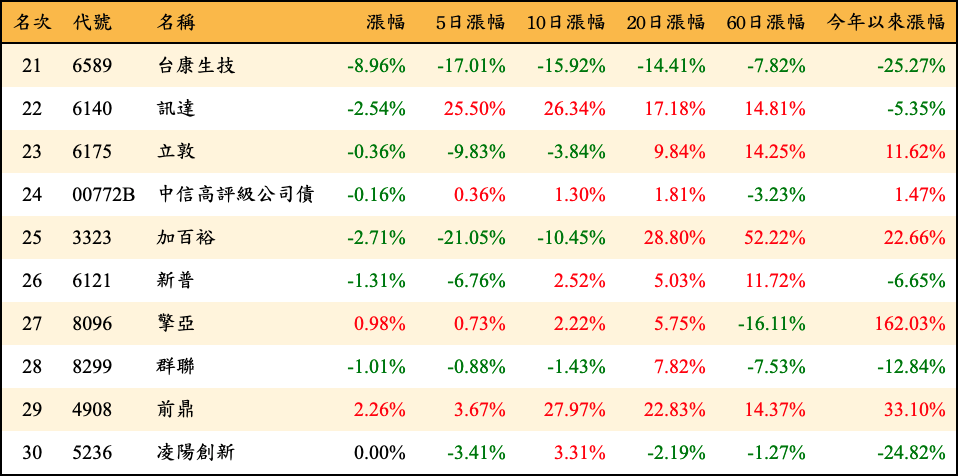 名次 代號 名稱 漲幅 5日漲幅 10日漲幅 20日漲幅 60日漲幅 今年以來漲幅
21 6589 台康生技 -8.96% -17.01% -15.92% -14.41% -7.82% -25.27%
22 6140 訊達 -2.54% 25.50% 26.34% 17.18% 14.81% -5.35%
23 6175 立敦 -0.36% -9.83% -3.84% 9.84% 14.25% 11.62%
24 00772B 中信高評級公司債 -0.16% 0.36% 1.30% 1.81% -3.23% 1.47%
25 3323 加百裕 -2.71% -21.05% -10.45% 28.80% 52.22% 22.66%
26 6121 新普 -1.31% -6.76% 2.52% 5.03% 11.72% -6.65%
27 8096 擎亞 0.98% 0.73% 2.22% 5.75% -16.11% 162.03%
28 8299 群聯 -1.01% -0.88% -1.43% 7.82% -7.53% -12.84%
29 4908 前鼎 2.26% 3.67% 27.97% 22.83% 14.37% 33.10%
30 5236 凌陽創新 0.00% -3.41% 3.31% -2.19% -1.27% -24.82%